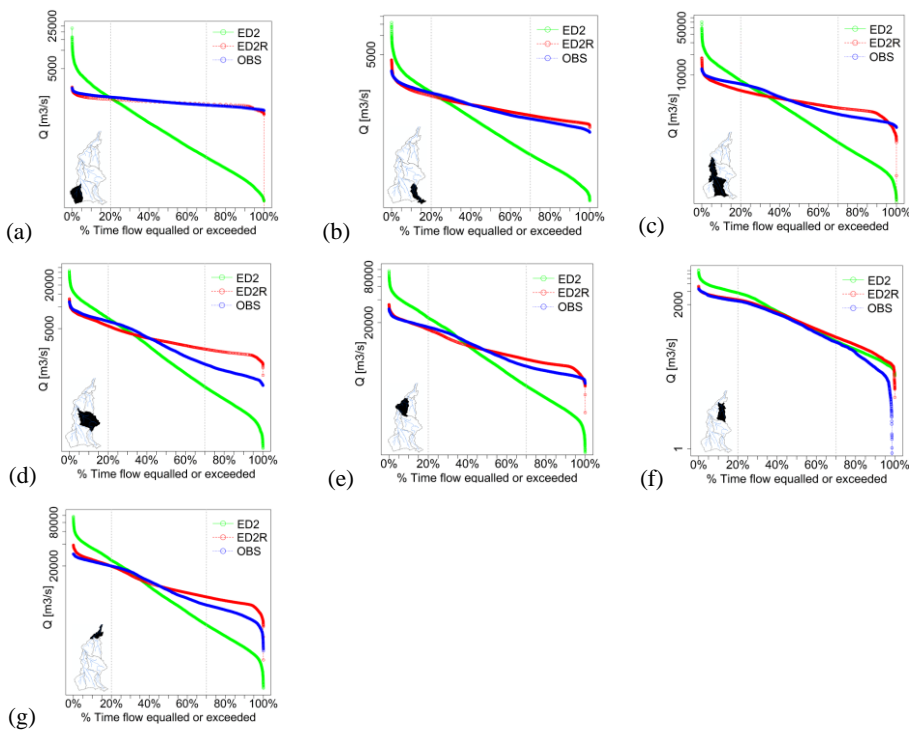 25000
5000
Q [m3/s]
ED2
ED2R
OBS
0% 20% 40% 60% 80% 100%
% Time flow equalled or exceeded
(a)
5000
Q [m3/s]
ED2
ED2R
OBS
0% 20% 40% 60% 80% 100%
% Time flow equalled or exceeded
(b)
50000
10000
Q [m3/s]
ED2
ED2R
OBS
0% 20% 40% 60% 80% 100%
% Time flow equalled or exceeded
(c)
20000
5000
Q [m3/s]
ED2
ED2R
OBS
0% 20% 40% 60% 80% 100%
% Time flow equalled or exceeded
(d)
80000
20000
Q [m3/s]
ED2
ED2R
OBS
0% 20% 40% 60% 80% 100%
% Time flow equalled or exceeded
(e)
2000
1
Q [m3/s]
ED2
ED2R
OBS
0% 20% 40% 60% 80% 100%
% Time flow equalled or exceeded
(f)
80000
20000
Q [m3/s]
ED2
ED2R
OBS
0% 20% 40% 60% 80% 100%
% Time flow equalled or exceeded
(g)